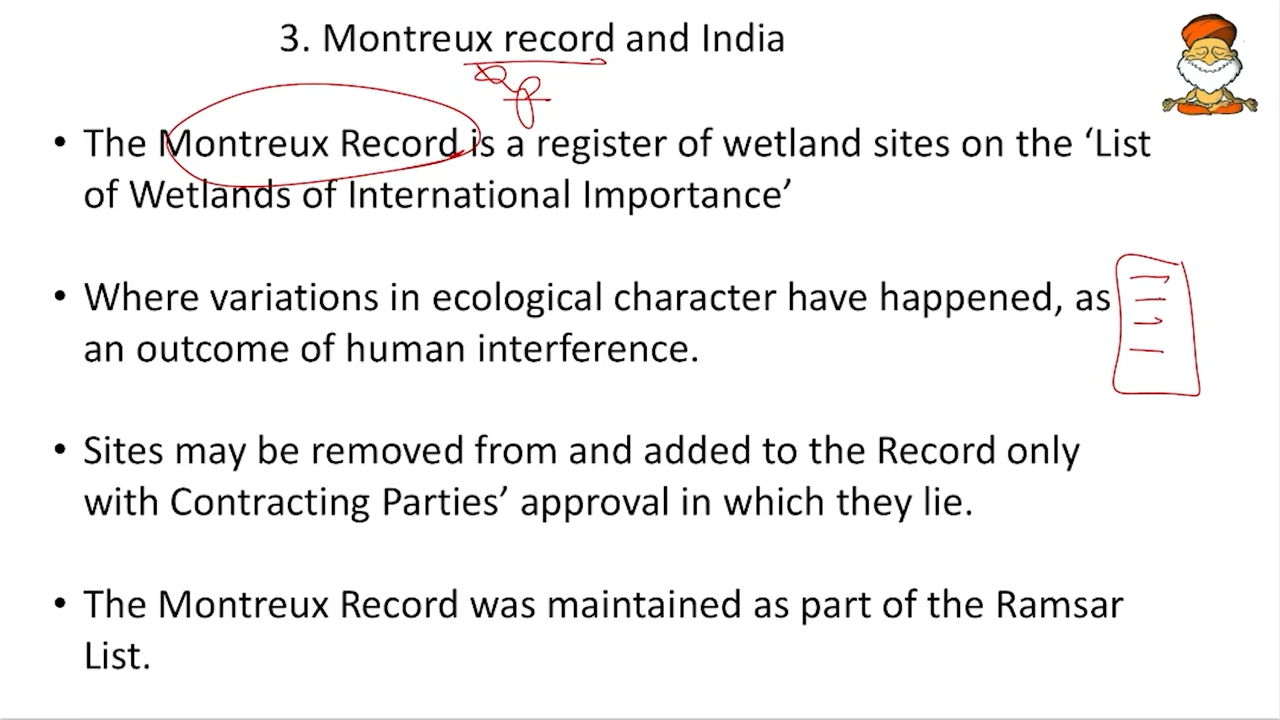 3. Montreux record and India
• The Montreux Record is a register of wetland sites on the ‘List
of Wetlands of International Importance’
• Where variations in ecological character have happened, as
an outcome of human interference.
• Sites may be removed from and added to the Record only
with Contracting Parties’ approval in which they lie.
• The Montreux Record was maintained as part of the Ramsar
List.